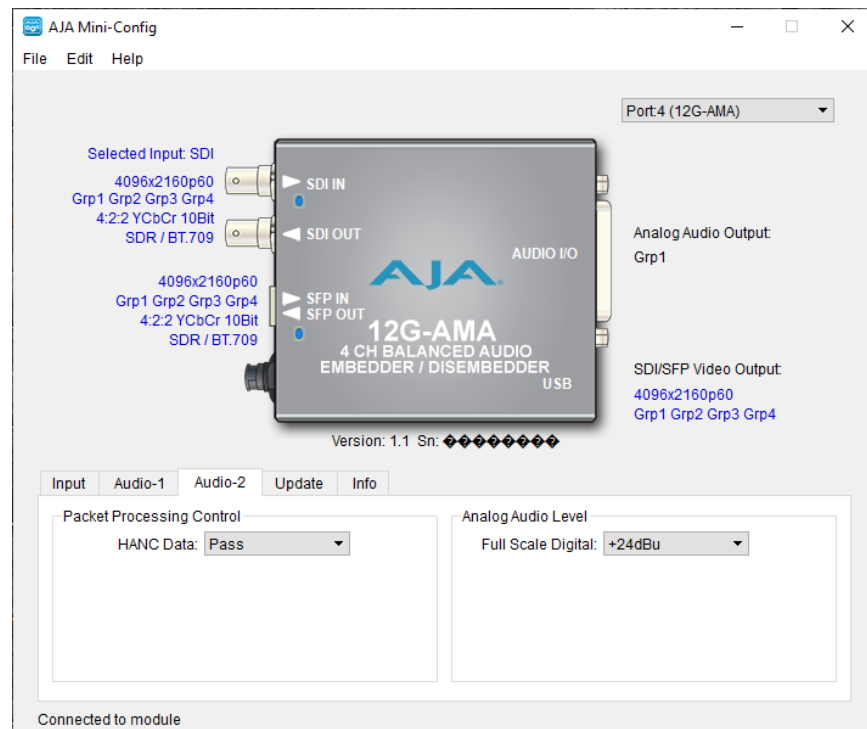 AJA Mini-Config
File Edit Help
Port:4 (12G-AMA)
Selected Input: SDI
4096x2160p60
Grp1 Grp2 Grp3 Grp4
4:2:2 YCbCr 10Bit
SDR / BT.709
4096x2160p60
Grp1 Grp2 Grp3 Grp4
4:2:2 YCbCr 10Bit
SDR / BT.709
SDI IN
SDI OUT
AUDIO I/O
AJA
SFP IN
SFP OUT
12G-AMA
4 CH BALANCED AUDIO
EMBEDDER / DISEMBEDDER
USB
Analog Audio Output:
Grp1
SDI/SFP Video Output:
4096x2160p60
Grp1 Grp2 Grp3 Grp4
Version: 1.1 Sn: ���������
Input Audio-1 Audio-2 Update Info
Packet Processing Control
HANC Data: Pass
Analog Audio Level
Full Scale Digital: +24dBu
Connected to module